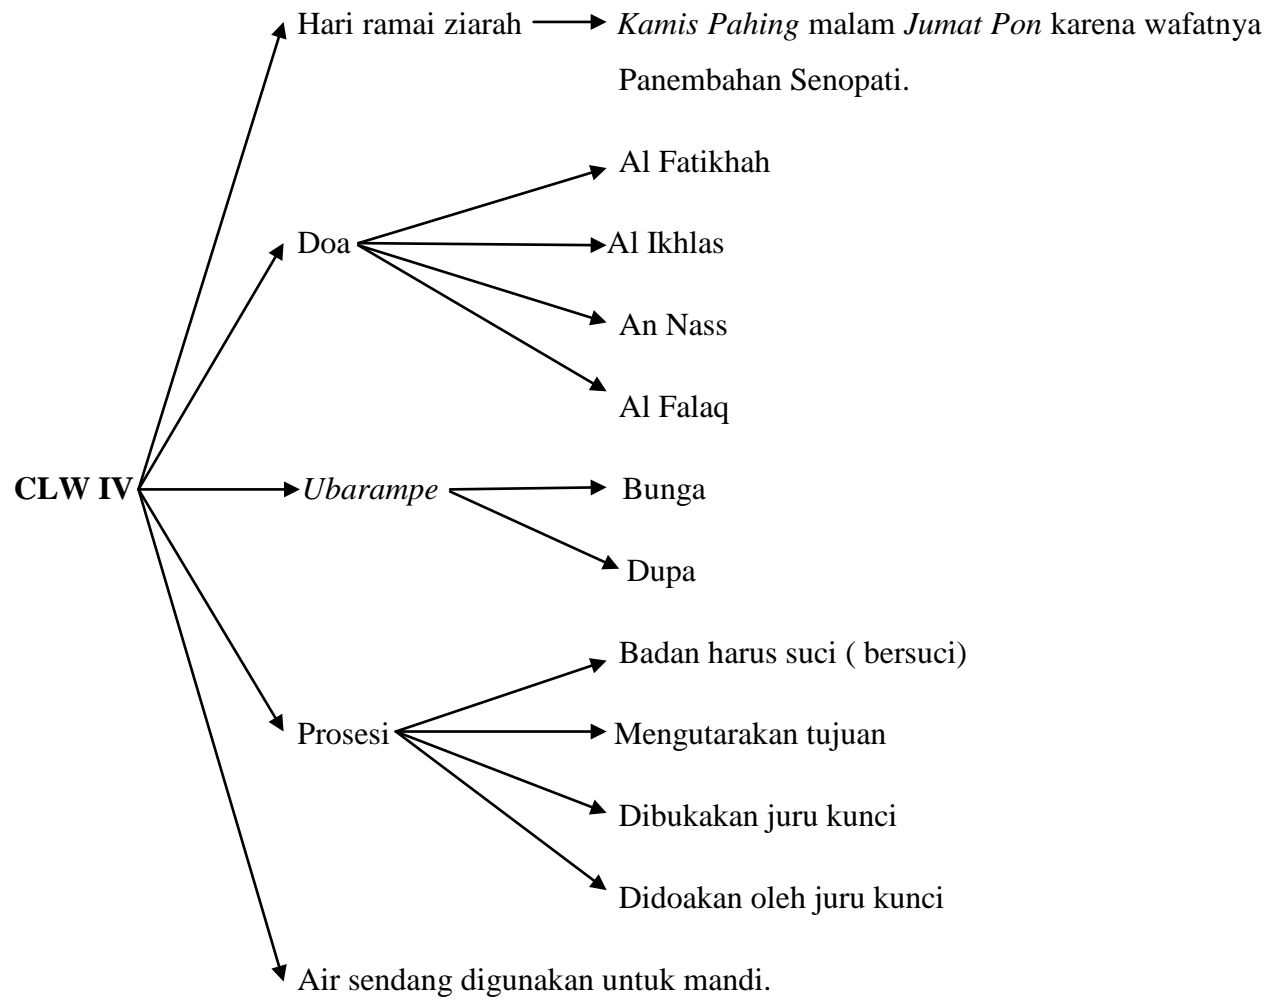 Hari ramai ziarah
Kamis Pahing malam Jumat Pon karena wafatnya
Panembahan Senopati.
Al Fatikhah
Doa
Al Ikhlas
An Nass
Al Falaq
CLW IV
Ubarampe
Bunga
Dupa
Badan harus suci ( bersuci)
Prosesi
Mengutarakan tujuan
Dibukakan juru kunci
Didoakan oleh juru kunci
Air sendang digunakan untuk mandi.